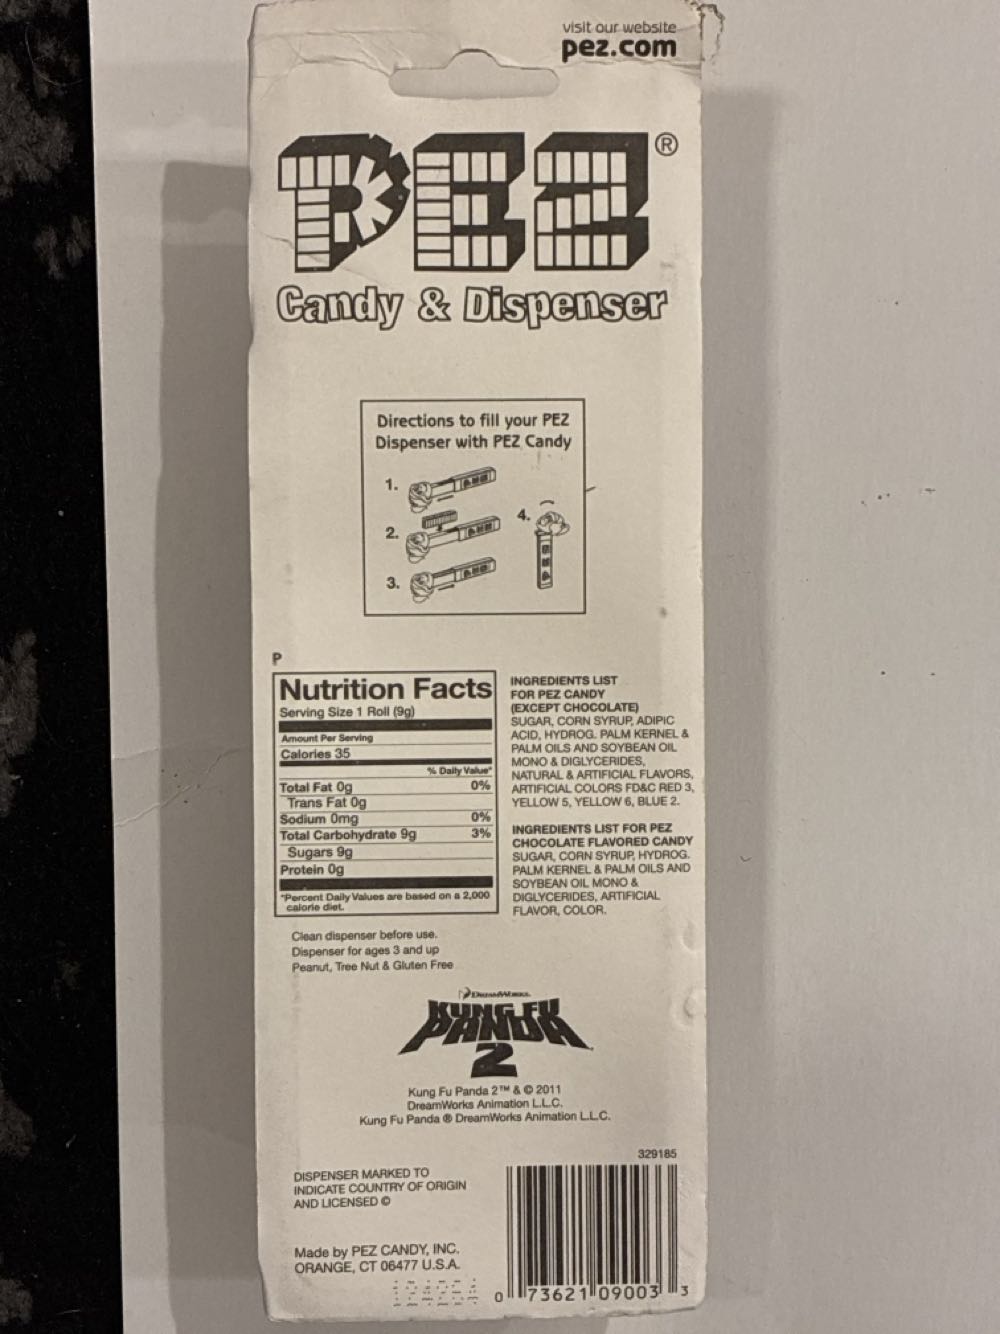 visit our website
pez.com
PEZ®
Candy & Dispenser
Directions to fill your PEZ
Dispenser with PEZ Candy
1.
2.
3.
4.
P
Nutrition Facts
Serving Size 1 Roll (9g)
Amount Per Serving
Calories 35
% Daily Value*
Total Fat 0g 0%
Trans Fat 0g
Sodium 0mg 0%
Total Carbohydrate 9g 3%
Sugars 9g
Protein 0g
*Percent Daily Values are based on a 2,000
calorie diet.
INGREDIENTS LIST
FOR PEZ CANDY
(EXCEPT CHOCOLATE)
SUGAR, CORN SYRUP, ADIPIC
ACID, HYDROG. PALM KERNEL &
PALM OILS AND SOYBEAN OIL
MONO & DIGLYCERIDES,
NATURAL & ARTIFICIAL FLAVORS,
ARTIFICIAL COLORS FD&C RED 3,
YELLOW 5, YELLOW 6, BLUE 2.
INGREDIENTS LIST FOR PEZ
CHOCOLATE FLAVORED CANDY
SUGAR, CORN SYRUP, HYDROG.
PALM KERNEL & PALM OILS AND
SOYBEAN OIL MONO &
DIGLYCERIDES, ARTIFICIAL
FLAVOR, COLOR.
Clean dispenser before use.
Dispenser for ages 3 and up
Peanut, Tree Nut & Gluten Free
DREAMWORKS
KUNG FU
PANDA
2
Kung Fu Panda 2™ & © 2011
DreamWorks Animation L.L.C.
Kung Fu Panda ® DreamWorks Animation L.L.C.
329185
DISPENSER MARKED TO
INDICATE COUNTRY OF ORIGIN
AND LICENSED ©
Made by PEZ CANDY, INC.
ORANGE, CT 06477 U.S.A.
0 73621 09003 3